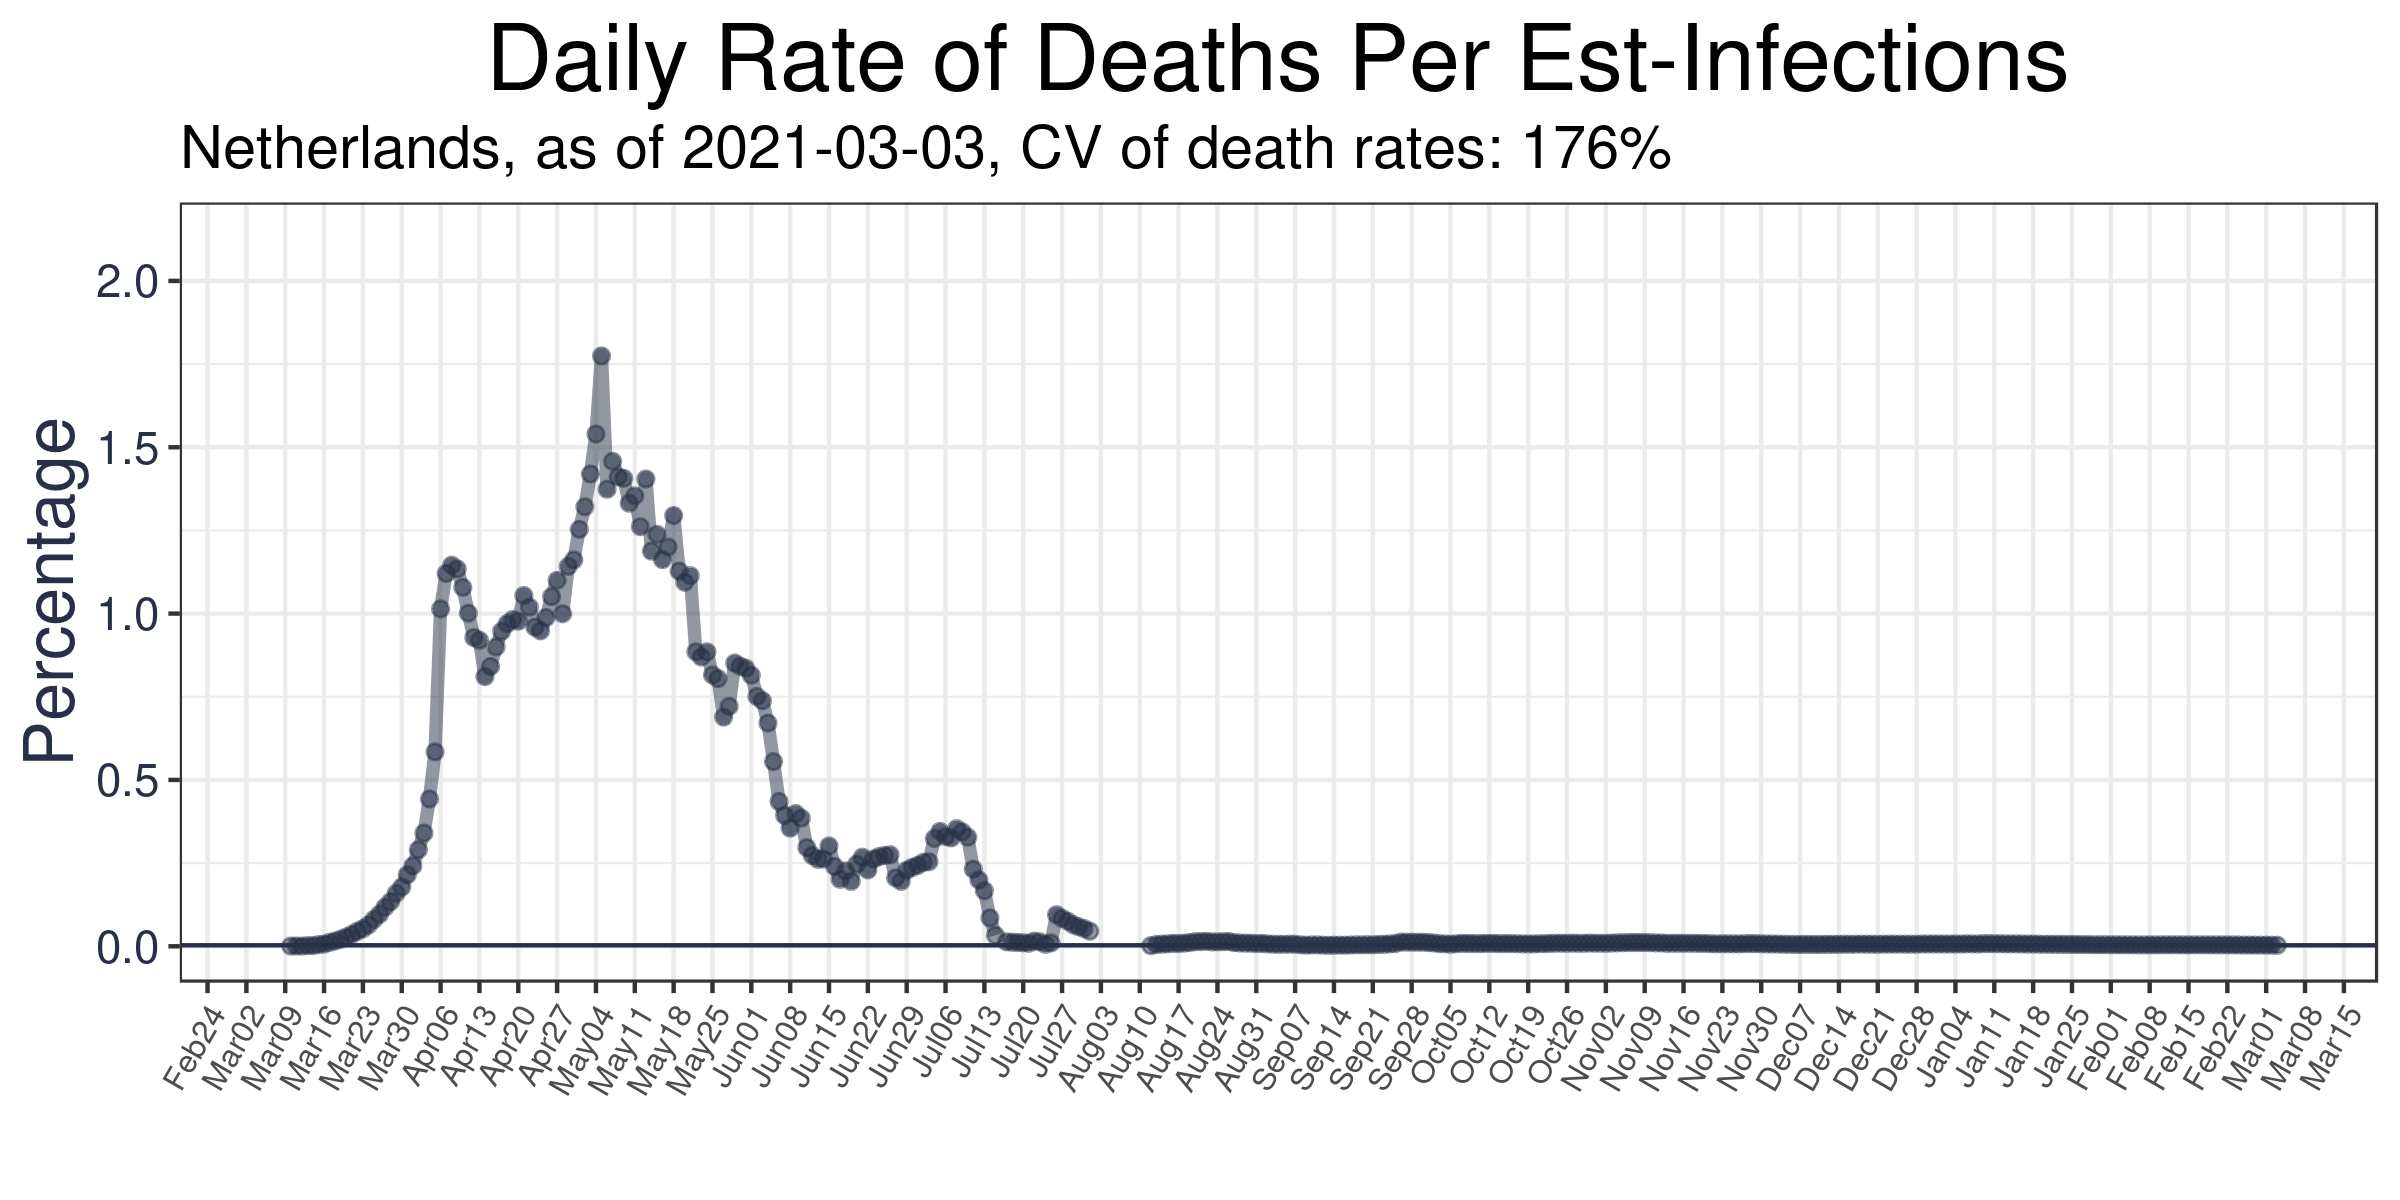 Daily Rate of Deaths Per Est-Infections
Netherlands, as of 2021-03-03, CV of death rates: 176%
Percentage
2.0
1.5
1.0
0.5
0.0
Feb24
Mar02
Mar09
Mar16
Mar23
Mar30
Apr06
Apr13
Apr20
Apr27
May04
May11
May18
May25
Jun01
Jun08
Jun15
Jun22
Jun29
Jul06
Jul13
Jul20
Jul27
Aug03
Aug10
Aug17
Aug24
Aug31
Sep07
Sep14
Sep21
Sep28
Oct05
Oct12
Oct19
Oct26
Nov02
Nov09
Nov16
Nov23
Nov30
Dec07
Dec14
Dec21
Dec28
Jan04
Jan11
Jan18
Jan25
Feb01
Feb08
Feb15
Feb22
Mar01
Mar08
Mar15